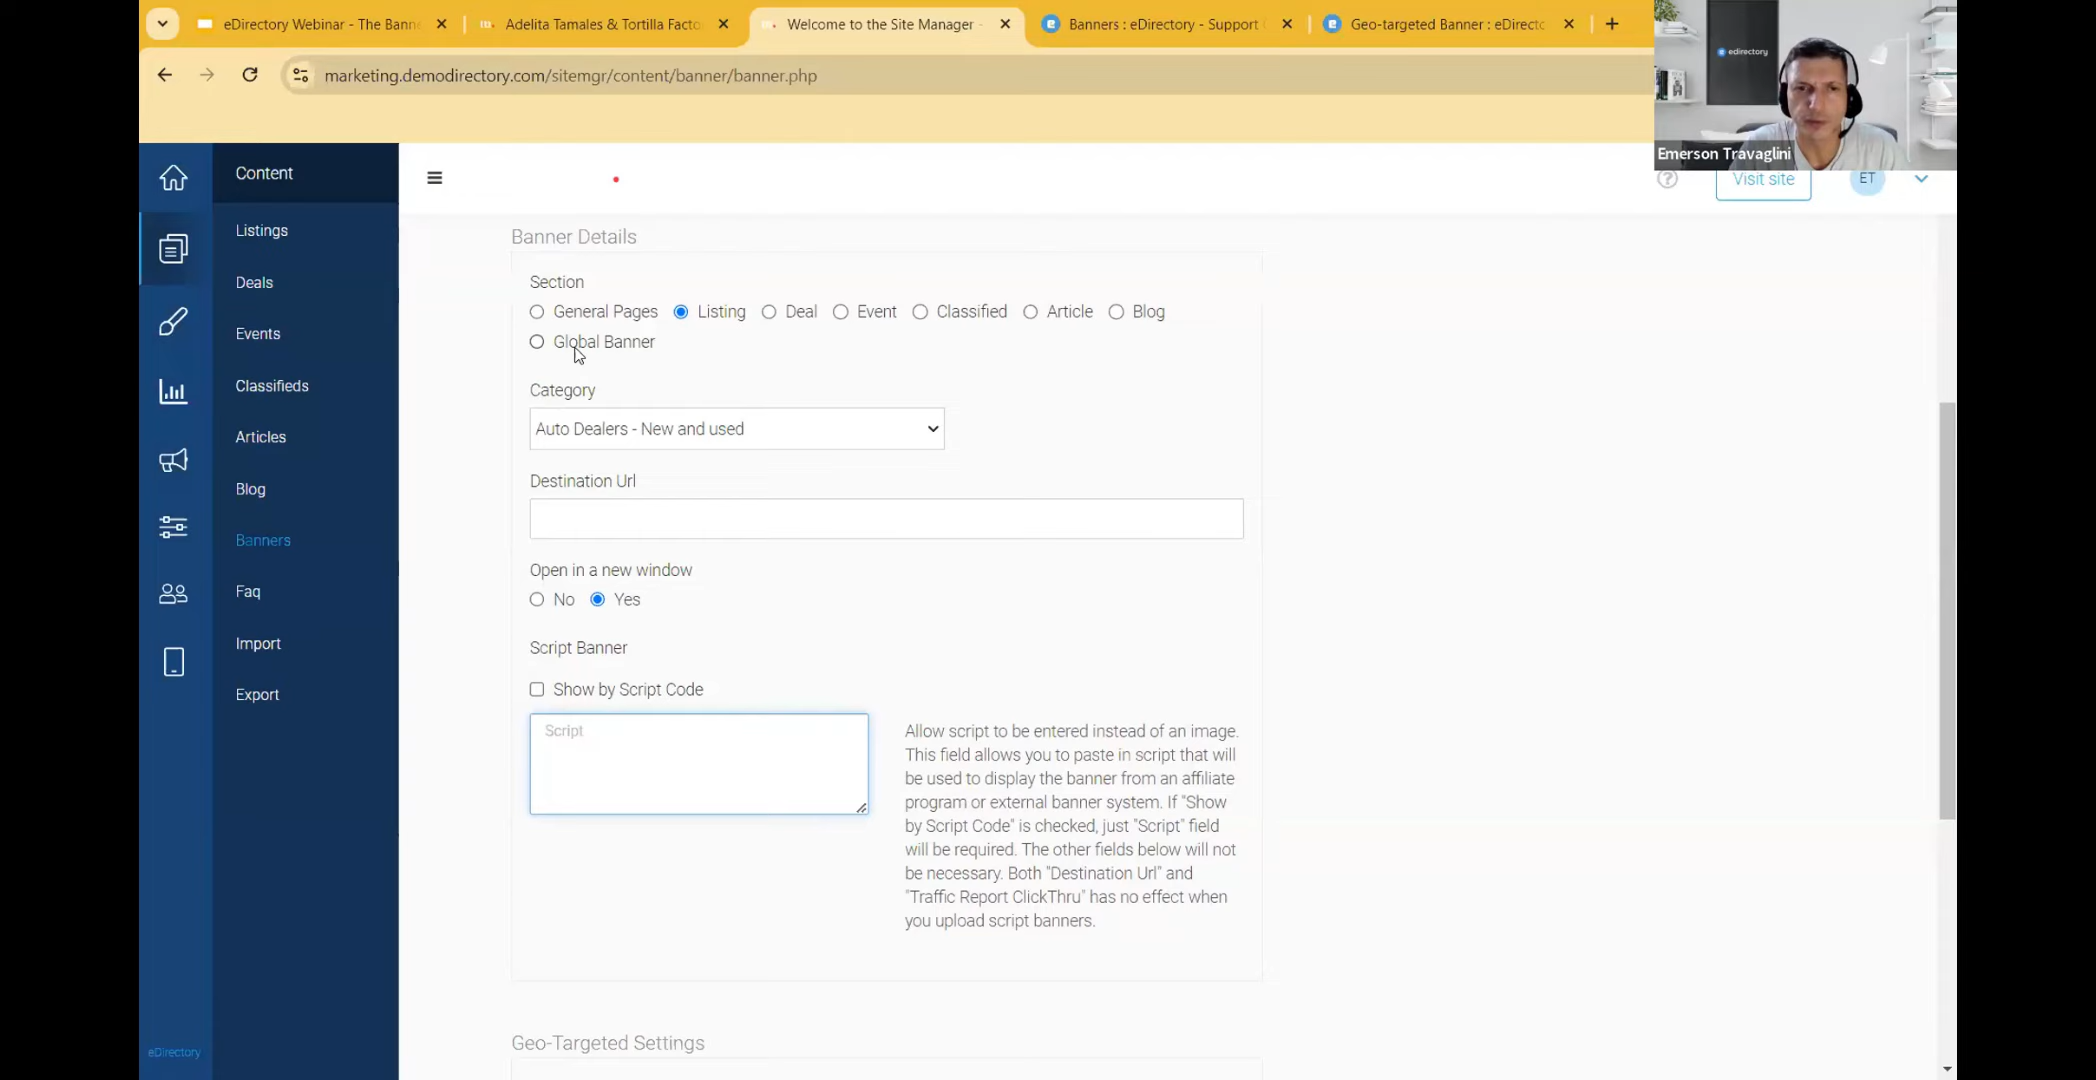 eDirectory Webinar - The Bann
Adelita Tamales & Tortilla Facto
Welcome to the Site Manager -
Banners : eDirectory - Support
Geo-targeted Banner : eDirecto
marketing.demodirectory.com/sitemgr/content/banner/banner.php
edirectory
Emerson Travaglini
Content
Visit site
ET
Listings
Deals
Events
Classifieds
Articles
Blog
Banners
Faq
Import
Export
eDirectory
Banner Details
Section
General Pages Listing Deal Event Classified Article Blog
Global Banner
Category
Auto Dealers - New and used
Destination Url
Open in a new window
No Yes
Script Banner
Show by Script Code
Script
Allow script to be entered instead of an image.
This field allows you to paste in script that will
be used to display the banner from an affiliate
program or external banner system. If "Show
by Script Code" is checked, just "Script" field
will be required. The other fields below will not
be necessary. Both "Destination Url" and
"Traffic Report ClickThru" has no effect when
you upload script banners.
Geo-Targeted Settings